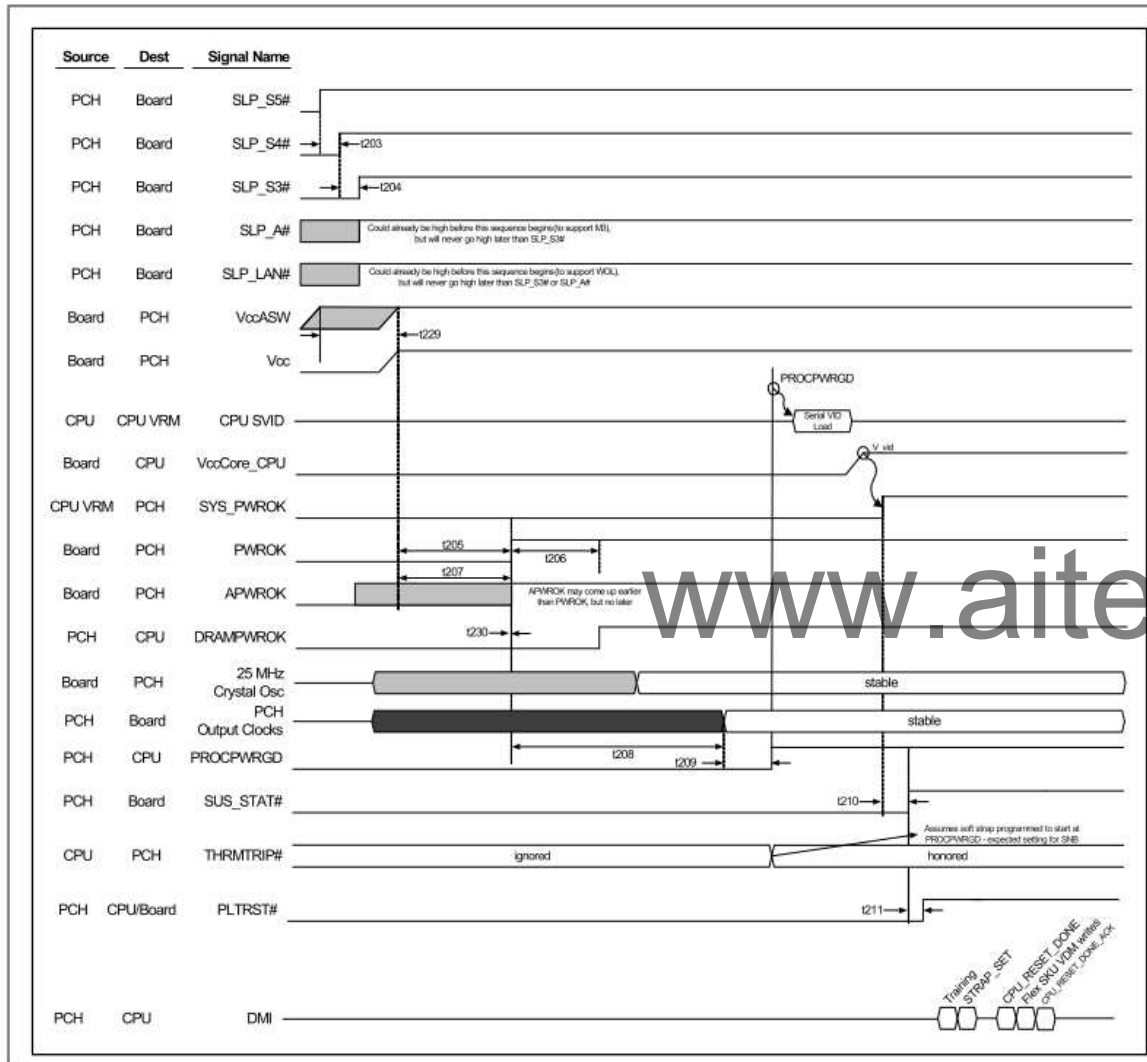 Source Dest Signal Name
PCH Board SLP_S5#
PCH Board SLP_S4# t203
PCH Board SLP_S3# t204
PCH Board SLP_A# Could already be high before this sequence begins(to support M3),
but will never go high later than SLP_S3#
PCH Board SLP_LAN# Could already be high before this sequence begins(to support WOL),
but will never go high later than SLP_S3# or SLP_A#
Board PCH VccASW
t229
Board PCH Vcc
PROCPWRGD
CPU CPU VRM CPU SVID Serial VID
Load
V_vid
Board CPU VccCore_CPU
CPU VRM PCH SYS_PWROK
Board PCH PWROK t205 t206
t207
Board PCH APWROK APWROK may come up earlier
than PWROK, but no later
www.aite
PCH CPU DRAMPWROK t230
Board PCH 25 MHz
Crystal Osc stable
PCH Board PCH
Output Clocks stable
PCH CPU PROCPWRGD t208 t209
PCH Board SUS_STAT# t210
Assumes soft strap programmed to start at
PROCPWRGD - expected setting for SNB
CPU PCH THRMTRIP# ignored honored
PCH CPU/Board PLTRST# t211
Training
STRAP_SET
CPU_RESET_DONE
Flex SKU VDM writes
CPU_RESET_DONE_ACK
PCH CPU DMI